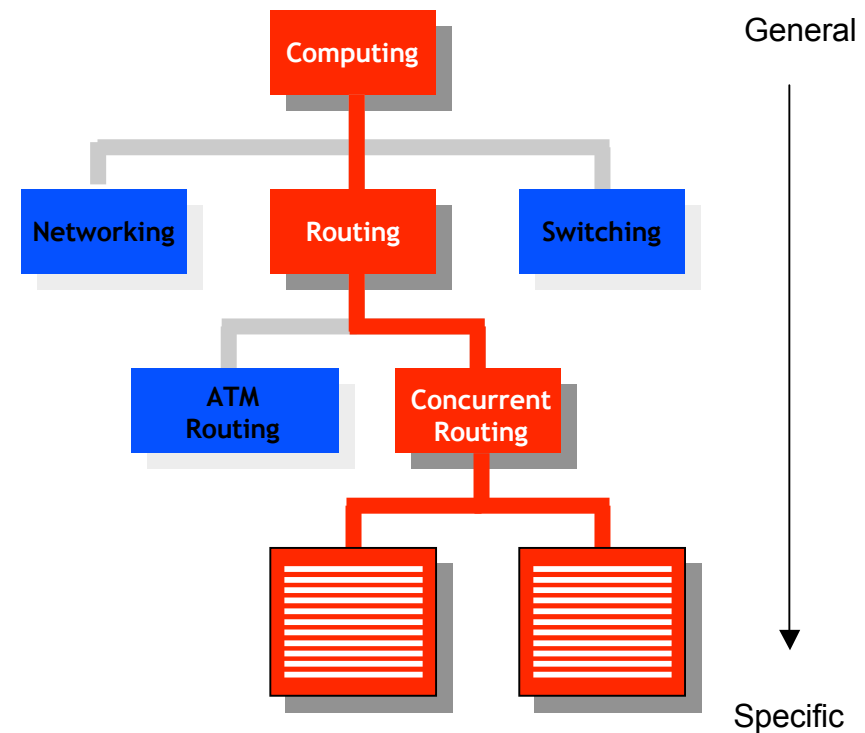 General
Computing
Networking
Routing
Switching
ATM
Routing
Concurrent
Routing
Specific